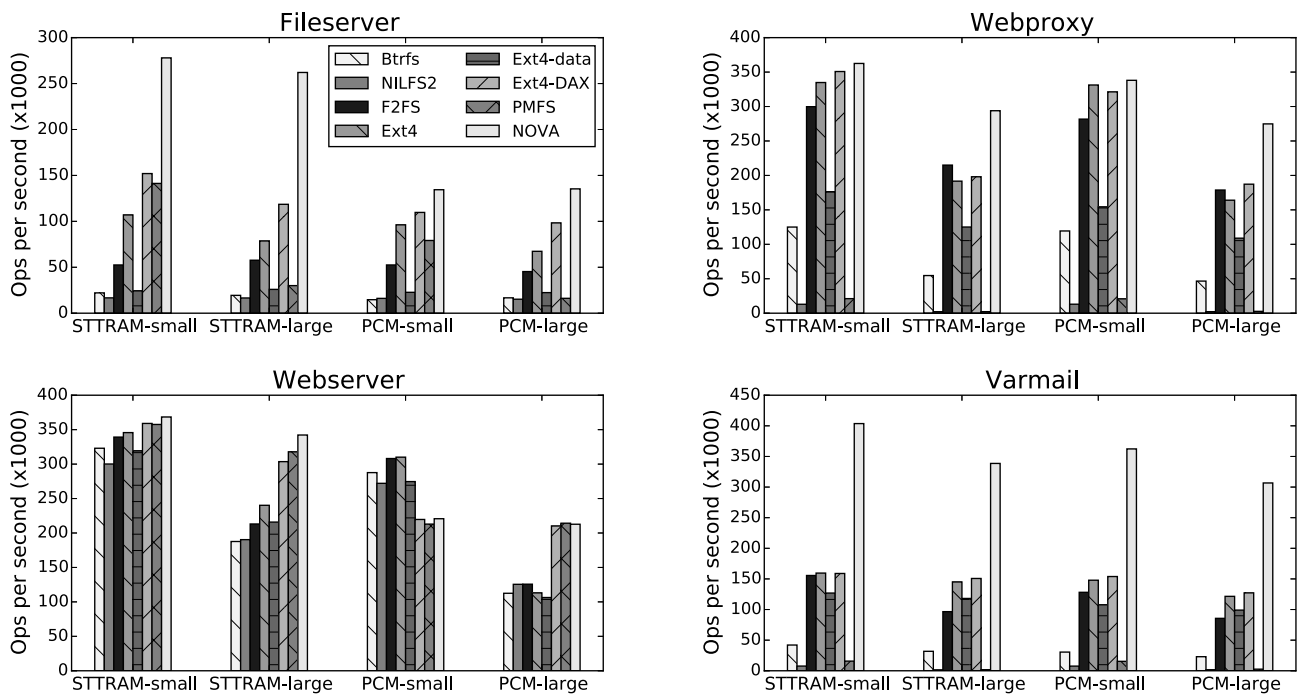 Fileserver
Ops per second (x1000)
300
250
200
150
100
50
0
Btrfs
NILFS2
F2FS
Ext4
Ext4-data
Ext4-DAX
PMFS
NOVA
STTRAM-small STTRAM-large PCM-small PCM-large
Webproxy
Ops per second (x1000)
400
350
300
250
200
150
100
50
0
STTRAM-small STTRAM-large PCM-small PCM-large
Webserver
Ops per second (x1000)
400
350
300
250
200
150
100
50
0
STTRAM-small STTRAM-large PCM-small PCM-large
Varmail
Ops per second (x1000)
450
400
350
300
250
200
150
100
50
0
STTRAM-small STTRAM-large PCM-small PCM-large